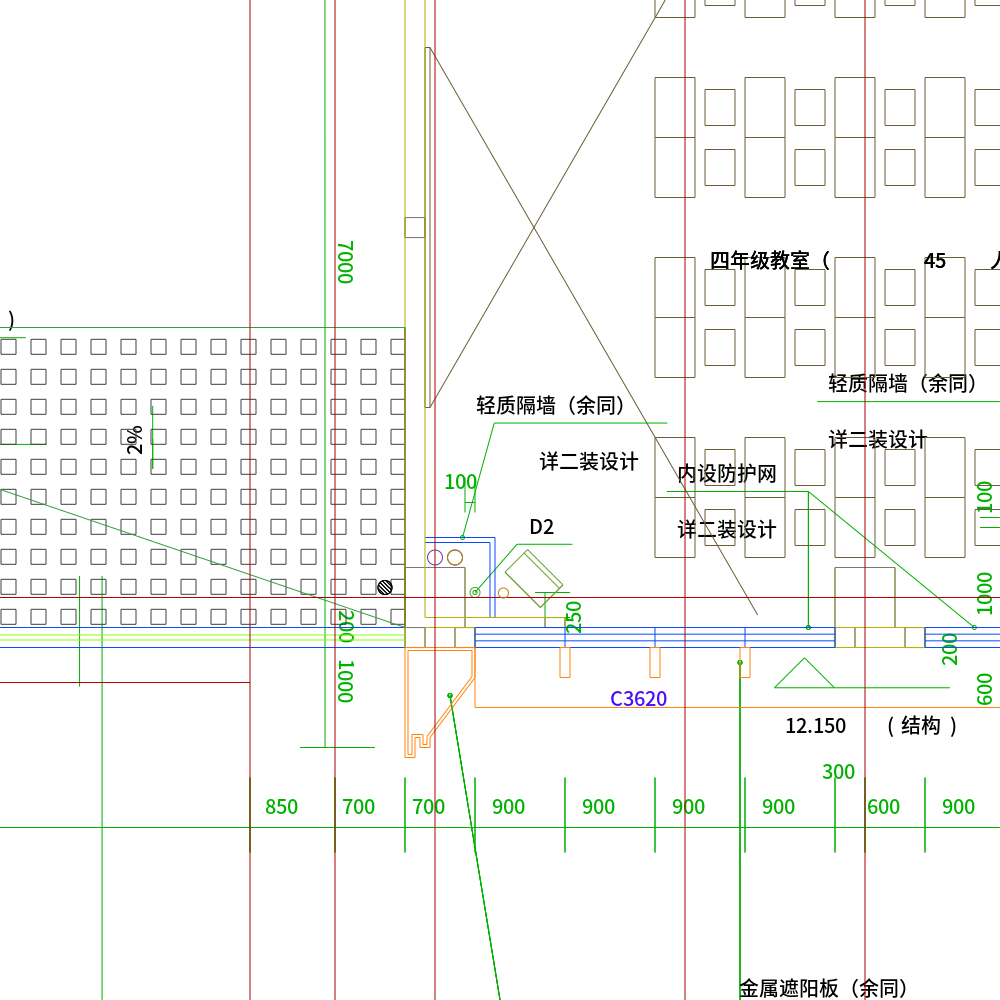 7000
四年级教室（ 45 人
)
轻质隔墙（余同）
轻质隔墙（余同）
2%
详二装设计
详二装设计
内设防护网
100
100
D2
详二装设计
1000
250
200
200
1000
600
C3620
12.150 ( 结构 )
300
850 700 700 900 900 900 900 600 900
金属遮阳板（余同）